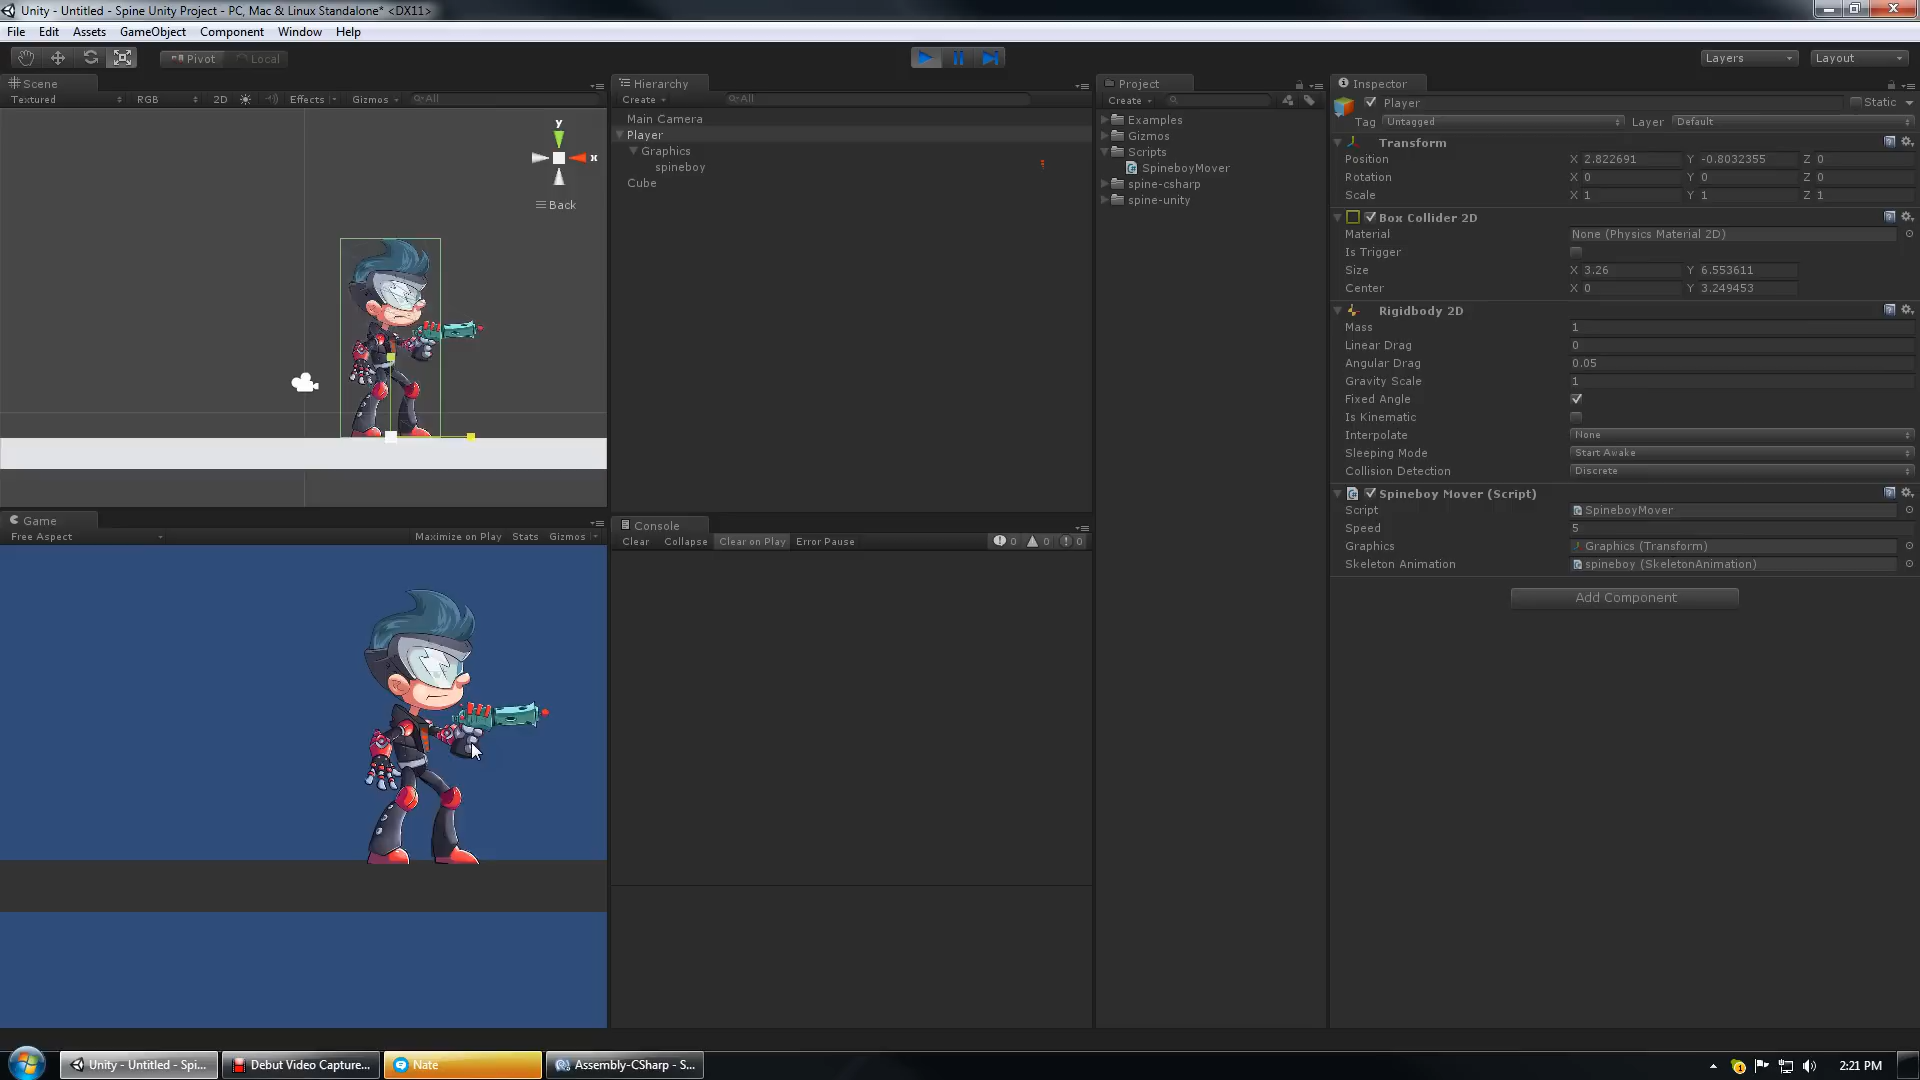 Unity - Untitled - Spine Unity Project - PC, Mac & Linux Standalone* <DX11>
File Edit Assets GameObject Component Window Help
Pivot Local
Layers Layout
Scene
Textured RGB 2D Effects Gizmos All
y
x
Back
Hierarchy
Create All
Main Camera
Player
Graphics
spineboy
Cube
Project
Create
Examples
Gizmos
Scripts
SpineboyMover
spine-csharp
spine-unity
Inspector
Player Static
Tag Untagged Layer Default
Transform
Position X 2.822691 Y -0.8032355 Z 0
Rotation X 0 Y 0 Z 0
Scale X 1 Y 1 Z 1
Box Collider 2D
Material None (Physics Material 2D)
Is Trigger
Size X 3.26 Y 6.553611
Center X 0 Y 3.249453
Rigidbody 2D
Mass 1
Linear Drag 0
Angular Drag 0.05
Gravity Scale 1
Fixed Angle
Is Kinematic
Interpolate None
Sleeping Mode Start Awake
Collision Detection Discrete
Spineboy Mover (Script)
Script SpineboyMover
Speed 5
Graphics Graphics (Transform)
Skeleton Animation spineboy (SkeletonAnimation)
Add Component
Game
Free Aspect Maximize on Play Stats Gizmos
Console
Clear Collapse Clear on Play Error Pause 0 0 0
Unity - Untitled - Spi... Debut Video Capture... Nate Assembly-CSharp - S... 2:21 PM